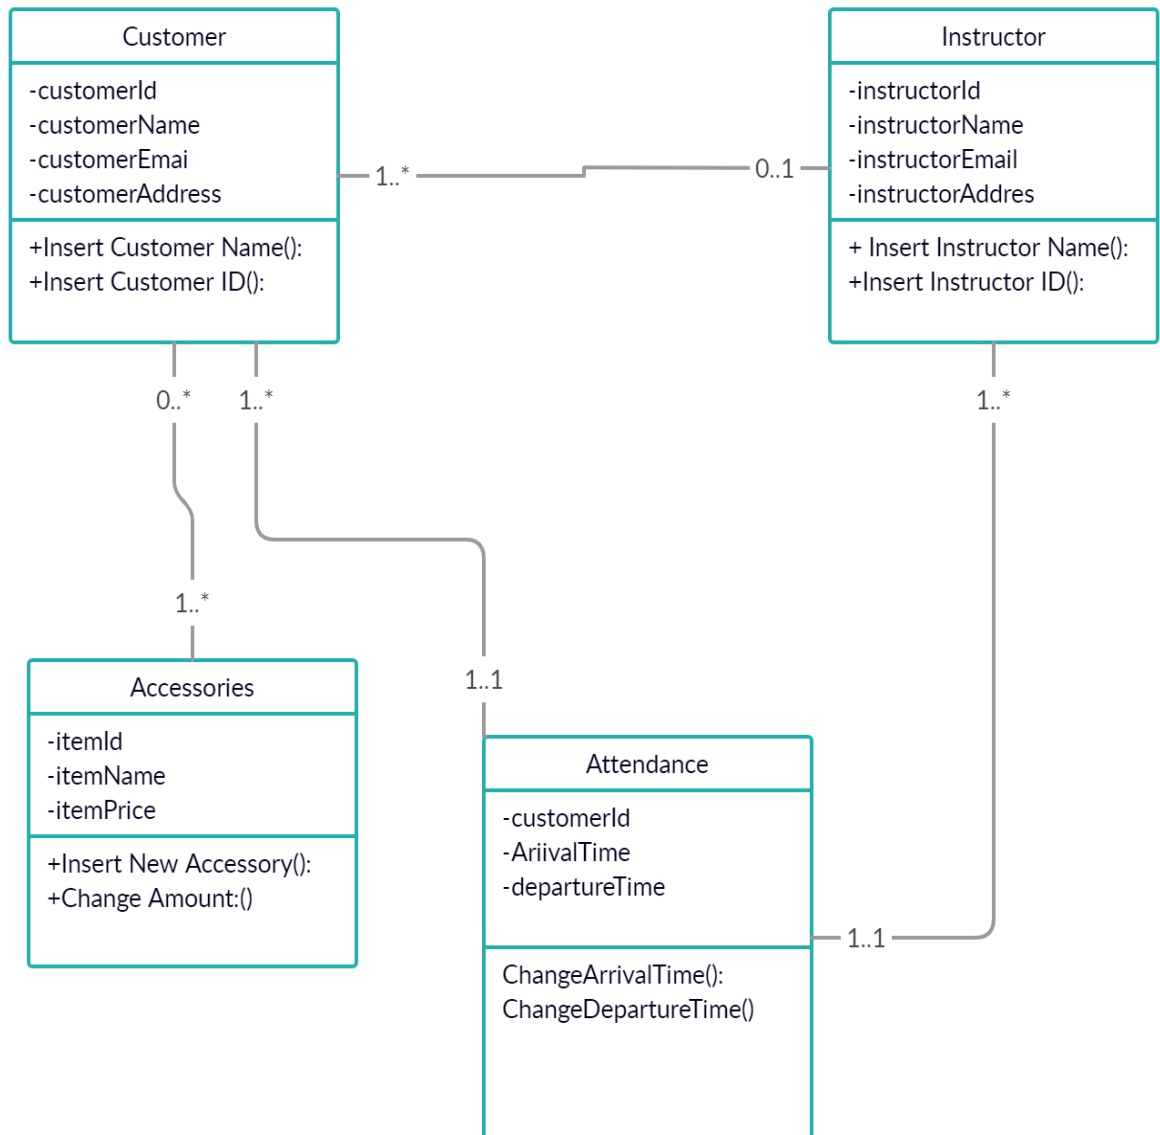 Customer
-customerId
-customerName
-customerEmai
-customerAddress
+Insert Customer Name():
+Insert Customer ID():
Instructor
-instructorId
-instructorName
-instructorEmail
-instructorAddres
+ Insert Instructor Name():
+Insert Instructor ID():
1..*
0..1
0..*
1..*
1..*
1..*
1..1
Accessories
-itemId
-itemName
-itemPrice
+Insert New Accessory():
+Change Amount:()
Attendance
-customerId
-AriivalTime
-departureTime
ChangeArrivalTime():
ChangeDepartureTime()
1..1